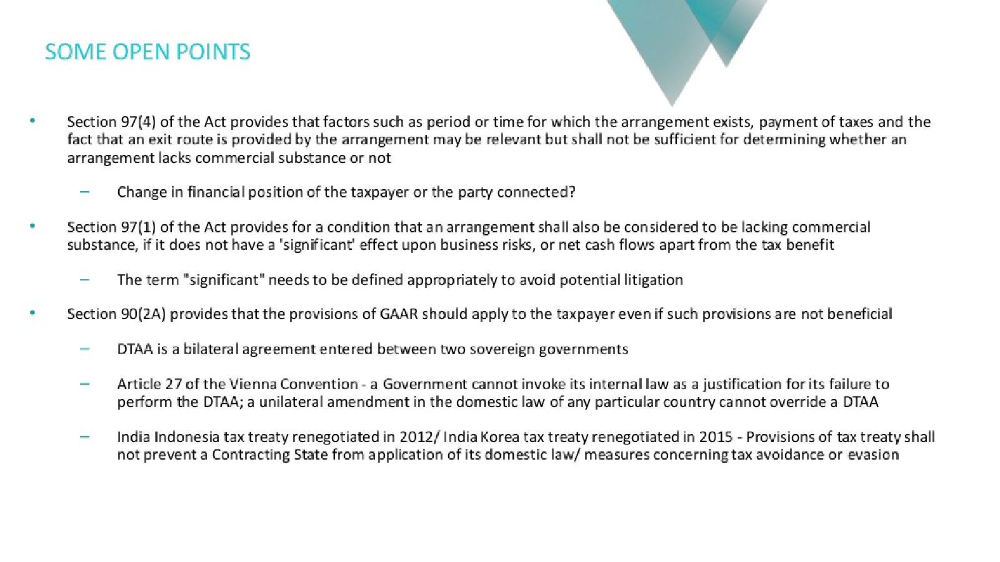 SOME OPEN POINTS
• Section 97(4) of the Act provides that factors such as period or time for which the arrangement exists, payment of taxes and the
fact that an exit route is provided by the arrangement may be relevant but shall not be sufficient for determining whether an
arrangement lacks commercial substance or not
– Change in financial position of the taxpayer or the party connected?
• Section 97(1) of the Act provides for a condition that an arrangement shall also be considered to be lacking commercial
substance, if it does not have a 'significant' effect upon business risks, or net cash flows apart from the tax benefit
– The term "significant" needs to be defined appropriately to avoid potential litigation
• Section 90(2A) provides that the provisions of GAAR should apply to the taxpayer even if such provisions are not beneficial
– DTAA is a bilateral agreement entered between two sovereign governments
– Article 27 of the Vienna Convention - a Government cannot invoke its internal law as a justification for its failure to
perform the DTAA; a unilateral amendment in the domestic law of any particular country cannot override a DTAA
– India Indonesia tax treaty renegotiated in 2012/ India Korea tax treaty renegotiated in 2015 - Provisions of tax treaty shall
not prevent a Contracting State from application of its domestic law/ measures concerning tax avoidance or evasion